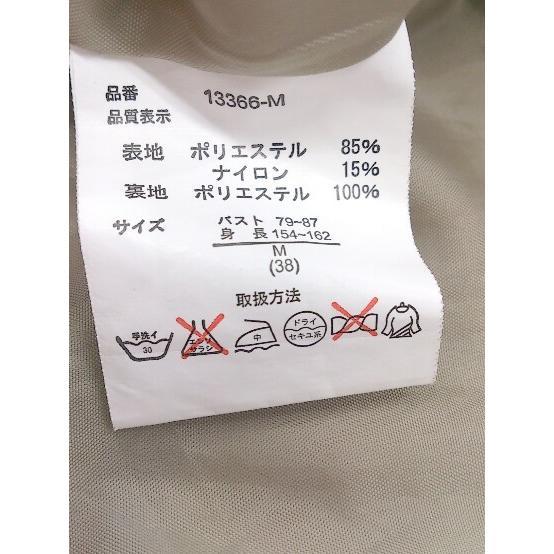 品番 13366-M
品質表示
表地 ポリエステル 85%
ナイロン 15%
裏地 ポリエステル 100%
サイズ バスト 79~87
身長 154~162
M
(38)
取扱方法
手洗イ
30
エンソ
サラシ
中
ドライ
セキユ系